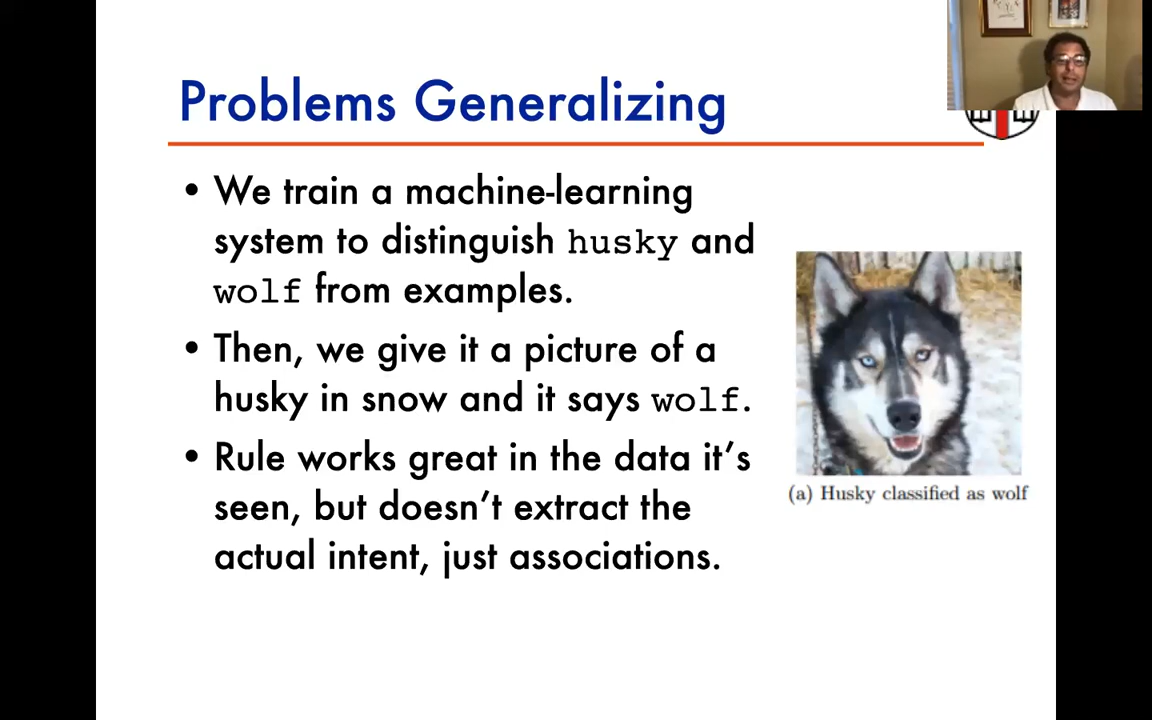 Problems Generalizing
• We train a machine-learning
system to distinguish husky and
wolf from examples.
• Then, we give it a picture of a
husky in snow and it says wolf.
• Rule works great in the data it’s
seen, but doesn’t extract the
actual intent, just associations.
(a) Husky classified as wolf